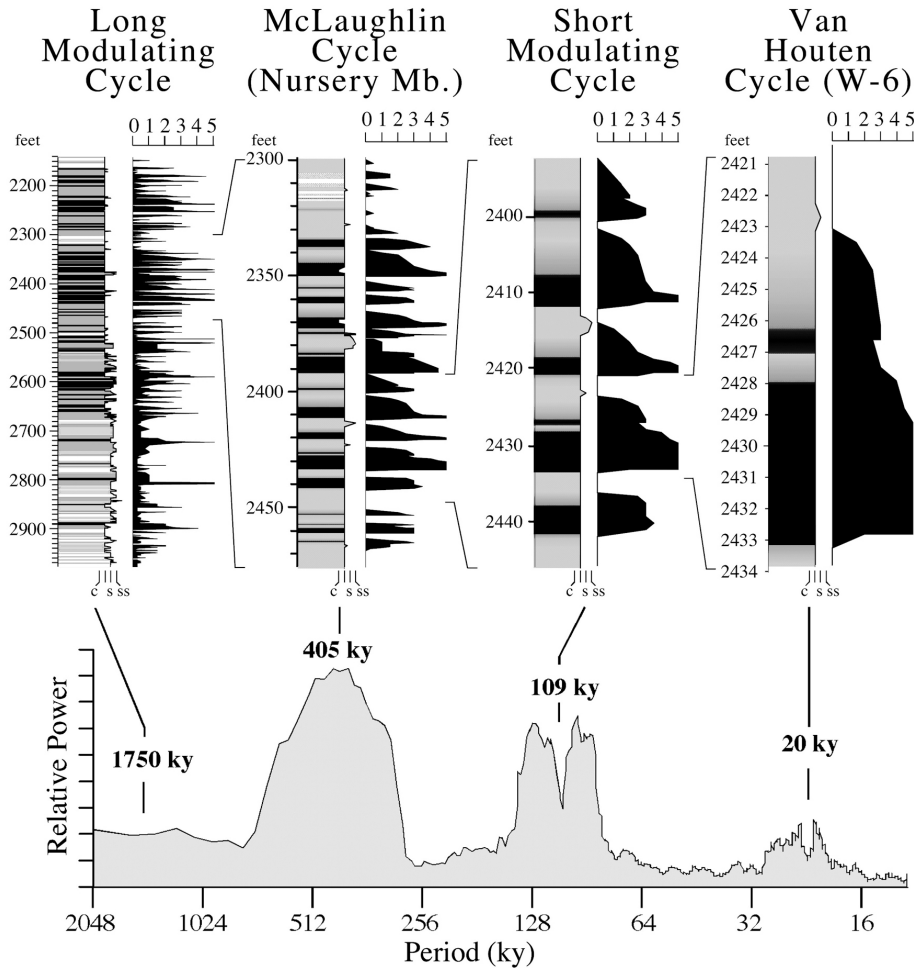 Long
Modulating
Cycle
McLaughlin
Cycle
(Nursery Mb.)
Short
Modulating
Cycle
Van
Houten
Cycle (W-6)
feet
0 1 2 3 4 5
2200
2300
2400
2500
2600
2700
2800
2900
c s ss
feet
0 1 2 3 4 5
2300
2350
2400
2450
c s ss
feet
0 1 2 3 4 5
2400
2410
2420
2430
2440
c s ss
feet
0 1 2 3 4 5
2421
2422
2423
2424
2425
2426
2427
2428
2429
2430
2431
2432
2433
2434
c s ss
405 ky
109 ky
1750 ky
20 ky
Relative Power
2048 1024 512 256 128 64 32 16
Period (ky)